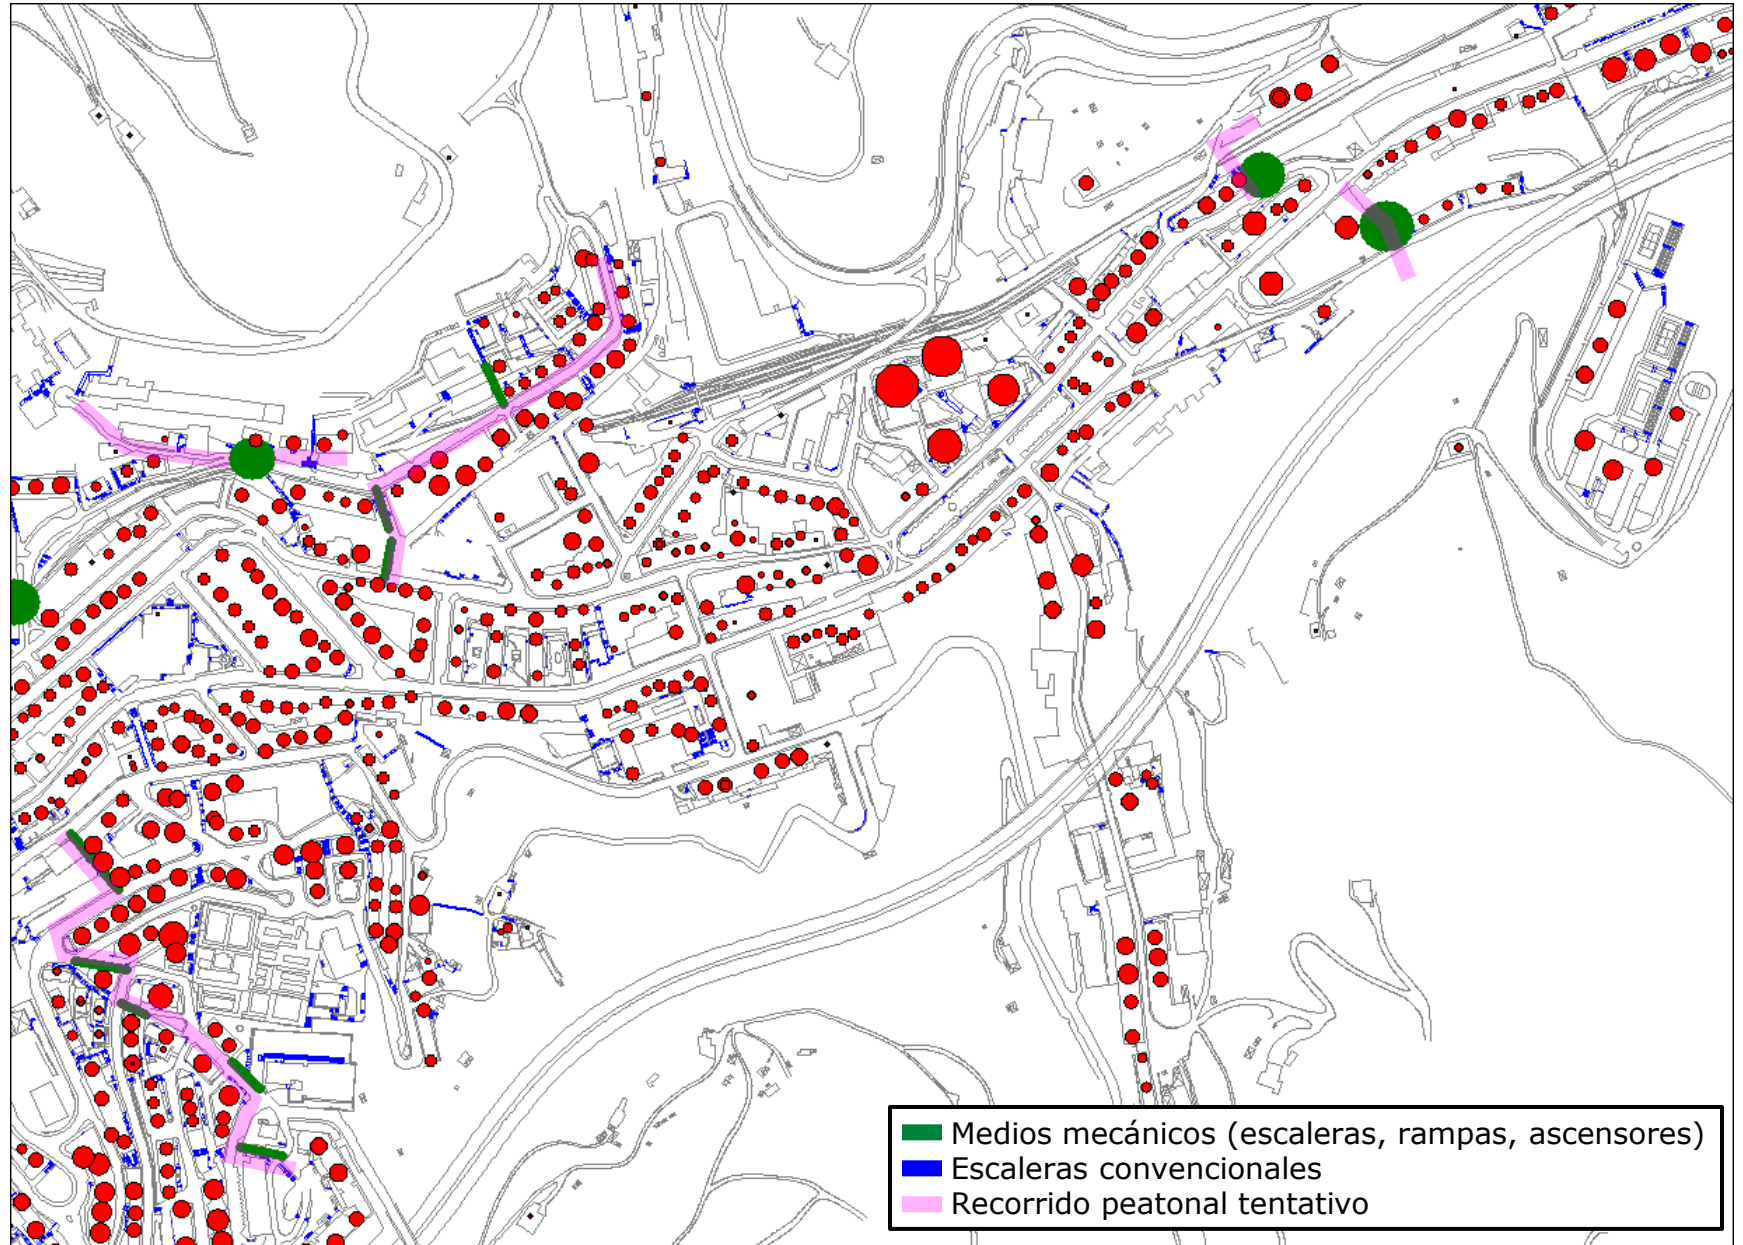 Medios mecánicos (escaleras, rampas, ascensores)
Escaleras convencionales
Recorrido peatonal tentativo